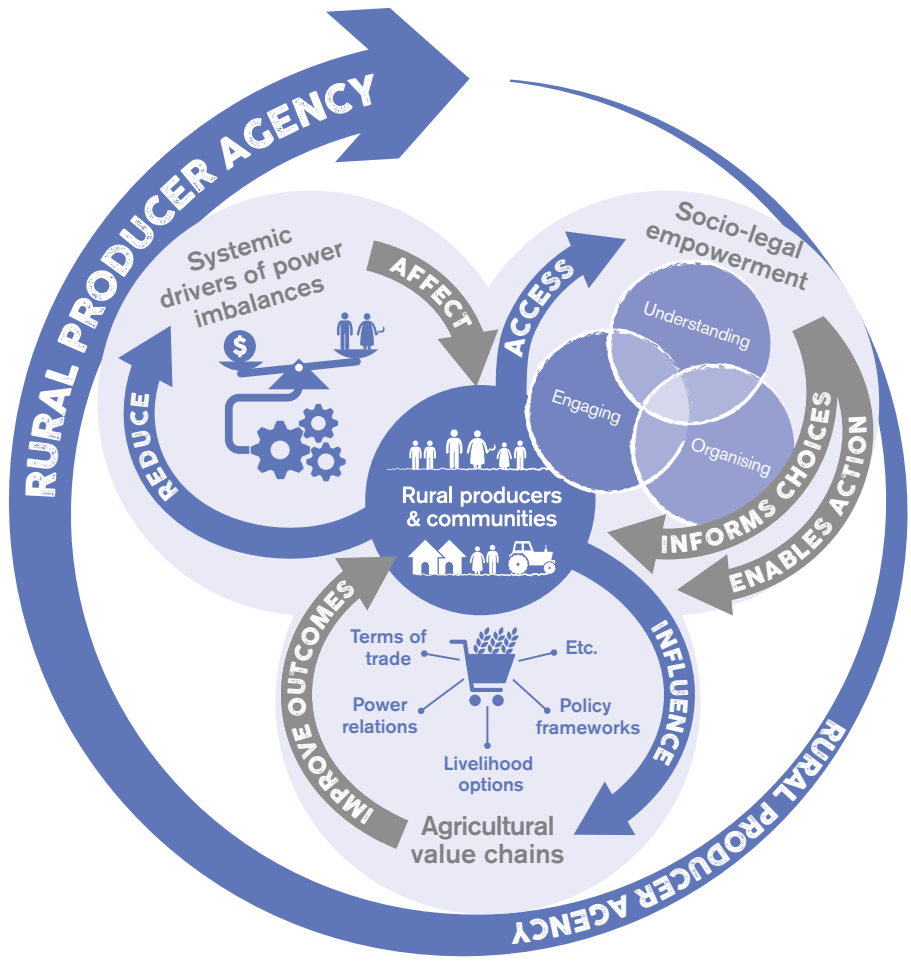 RURAL PRODUCER AGENCY
Systemic
drivers of power
imbalances
$
AFFECT
REDUCE
ACCESS
Socio-legal
empowerment
Understanding
Engaging
Organising
INFORMS CHOICES
ENABLES ACTION
Rural producers
& communities
INFLUENCE
IMPROVE OUTCOMES
Terms of
trade
Etc.
Power
relations
Policy
frameworks
Livelihood
options
Agricultural
value chains
RURAL PRODUCER AGENCY